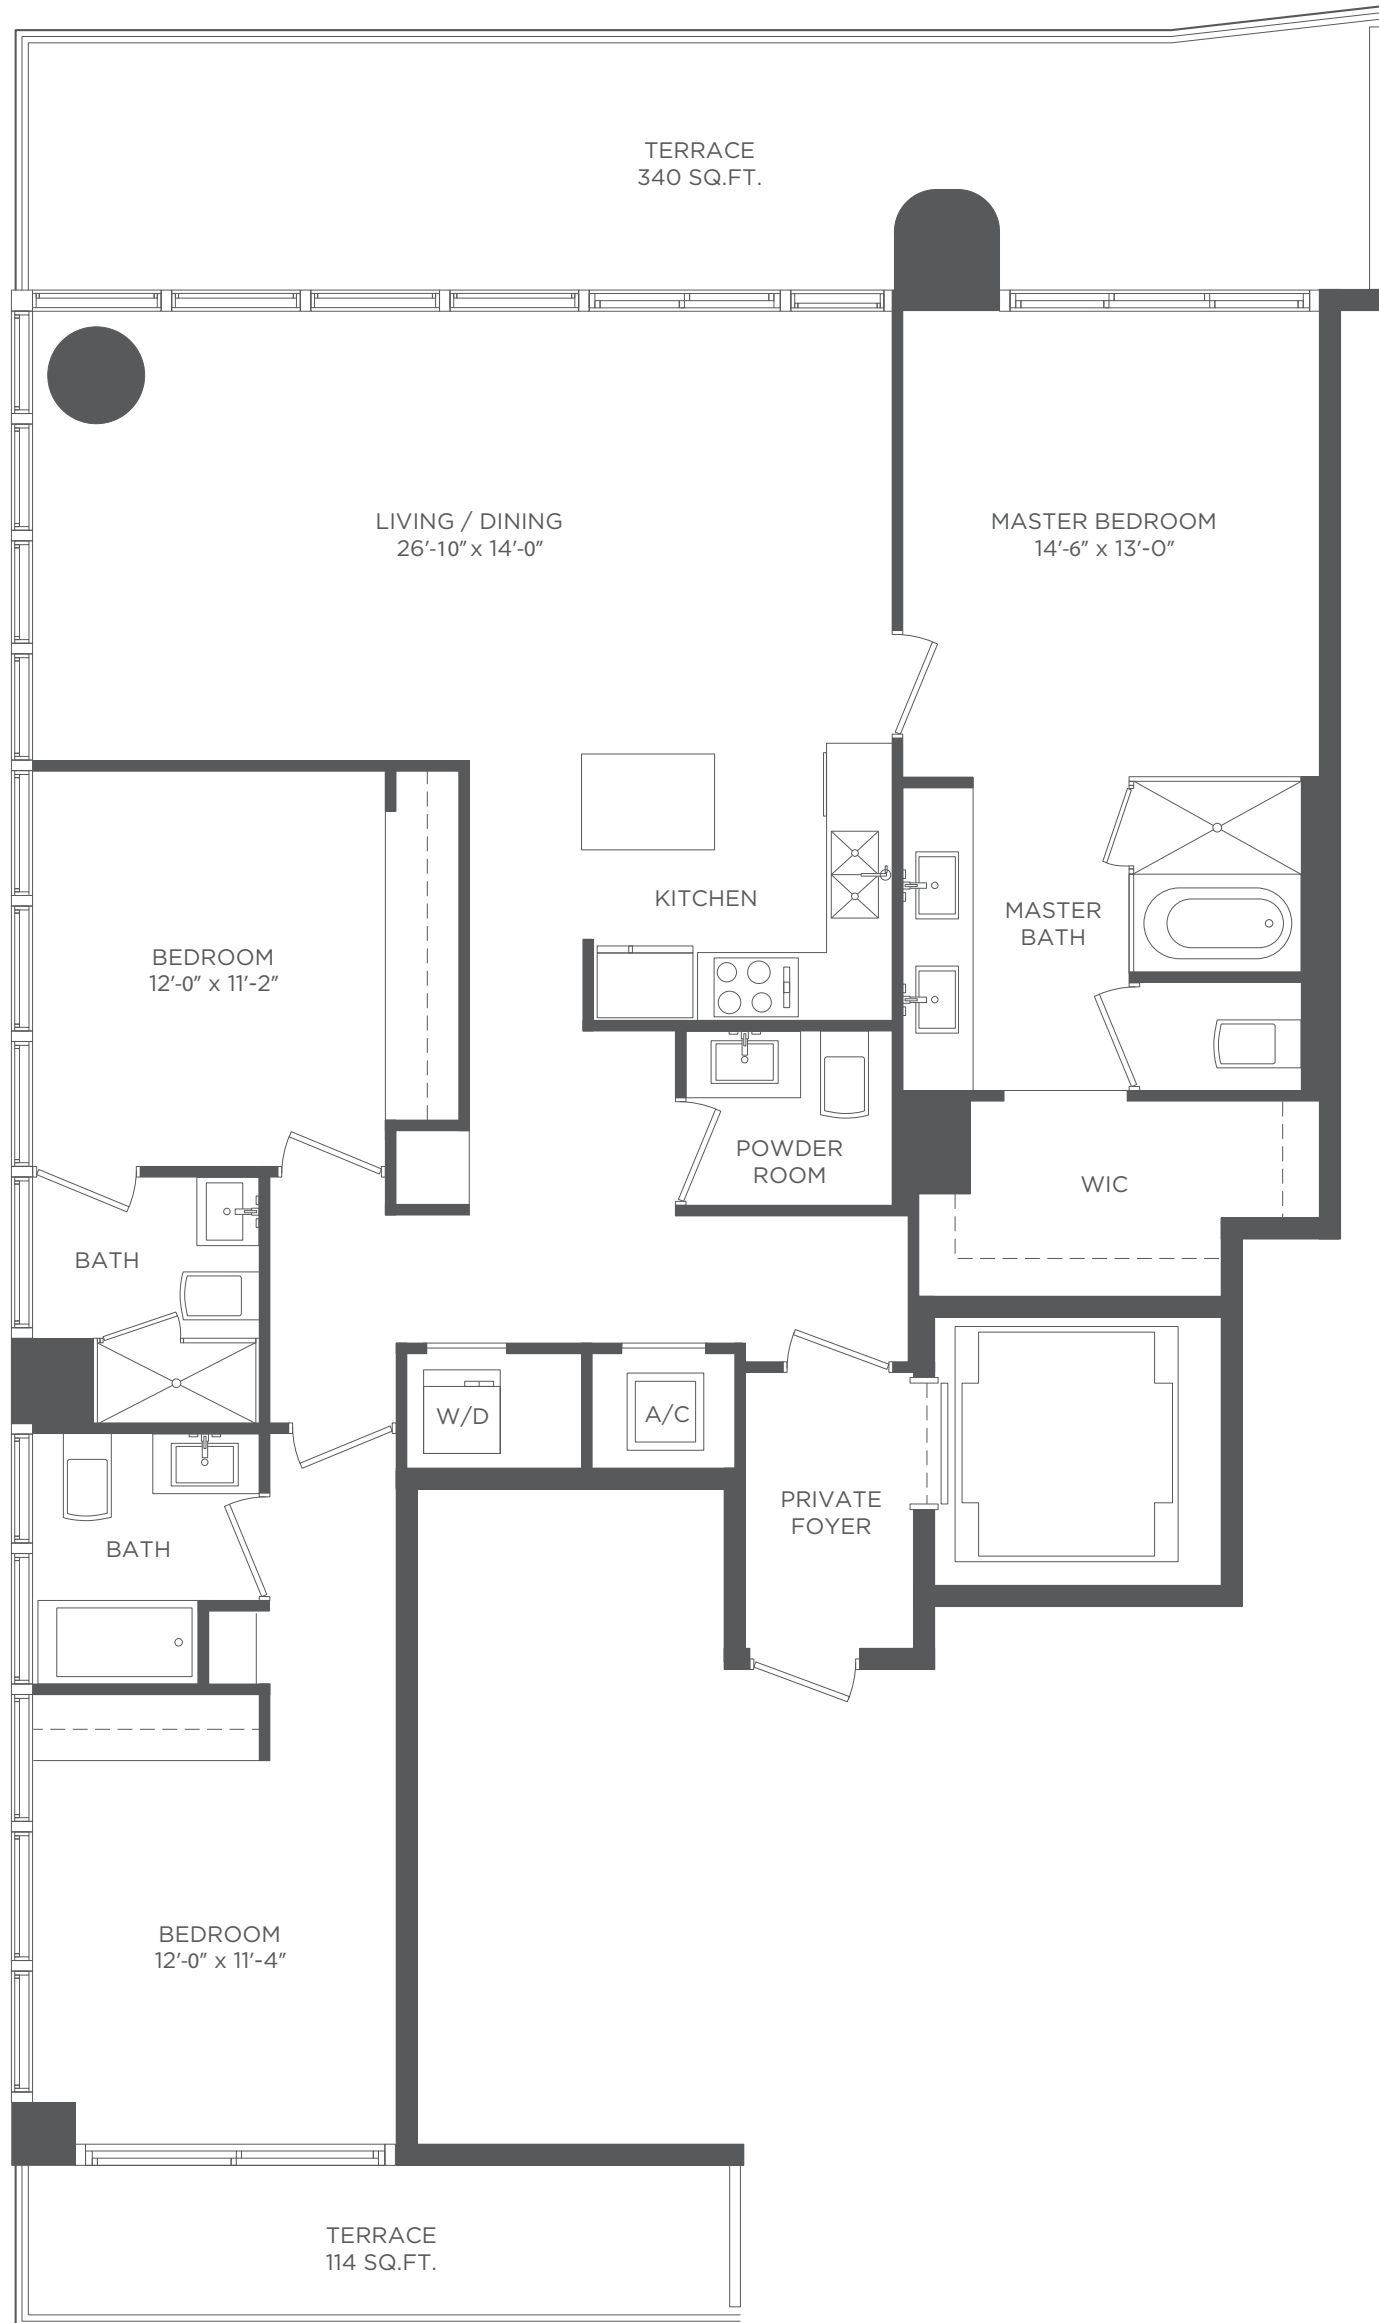 TERRACE
340 SQ.FT.
LIVING / DINING
26'-10" x 14'-0"
MASTER BEDROOM
14'-6" x 13'-0"
KITCHEN
MASTER
BATH
BEDROOM
12'-0" x 11'-2"
POWDER
ROOM
WIC
BATH
W/D
A/C
PRIVATE
FOYER
BATH
BEDROOM
12'-0" x 11'-4"
TERRACE
114 SQ.FT.